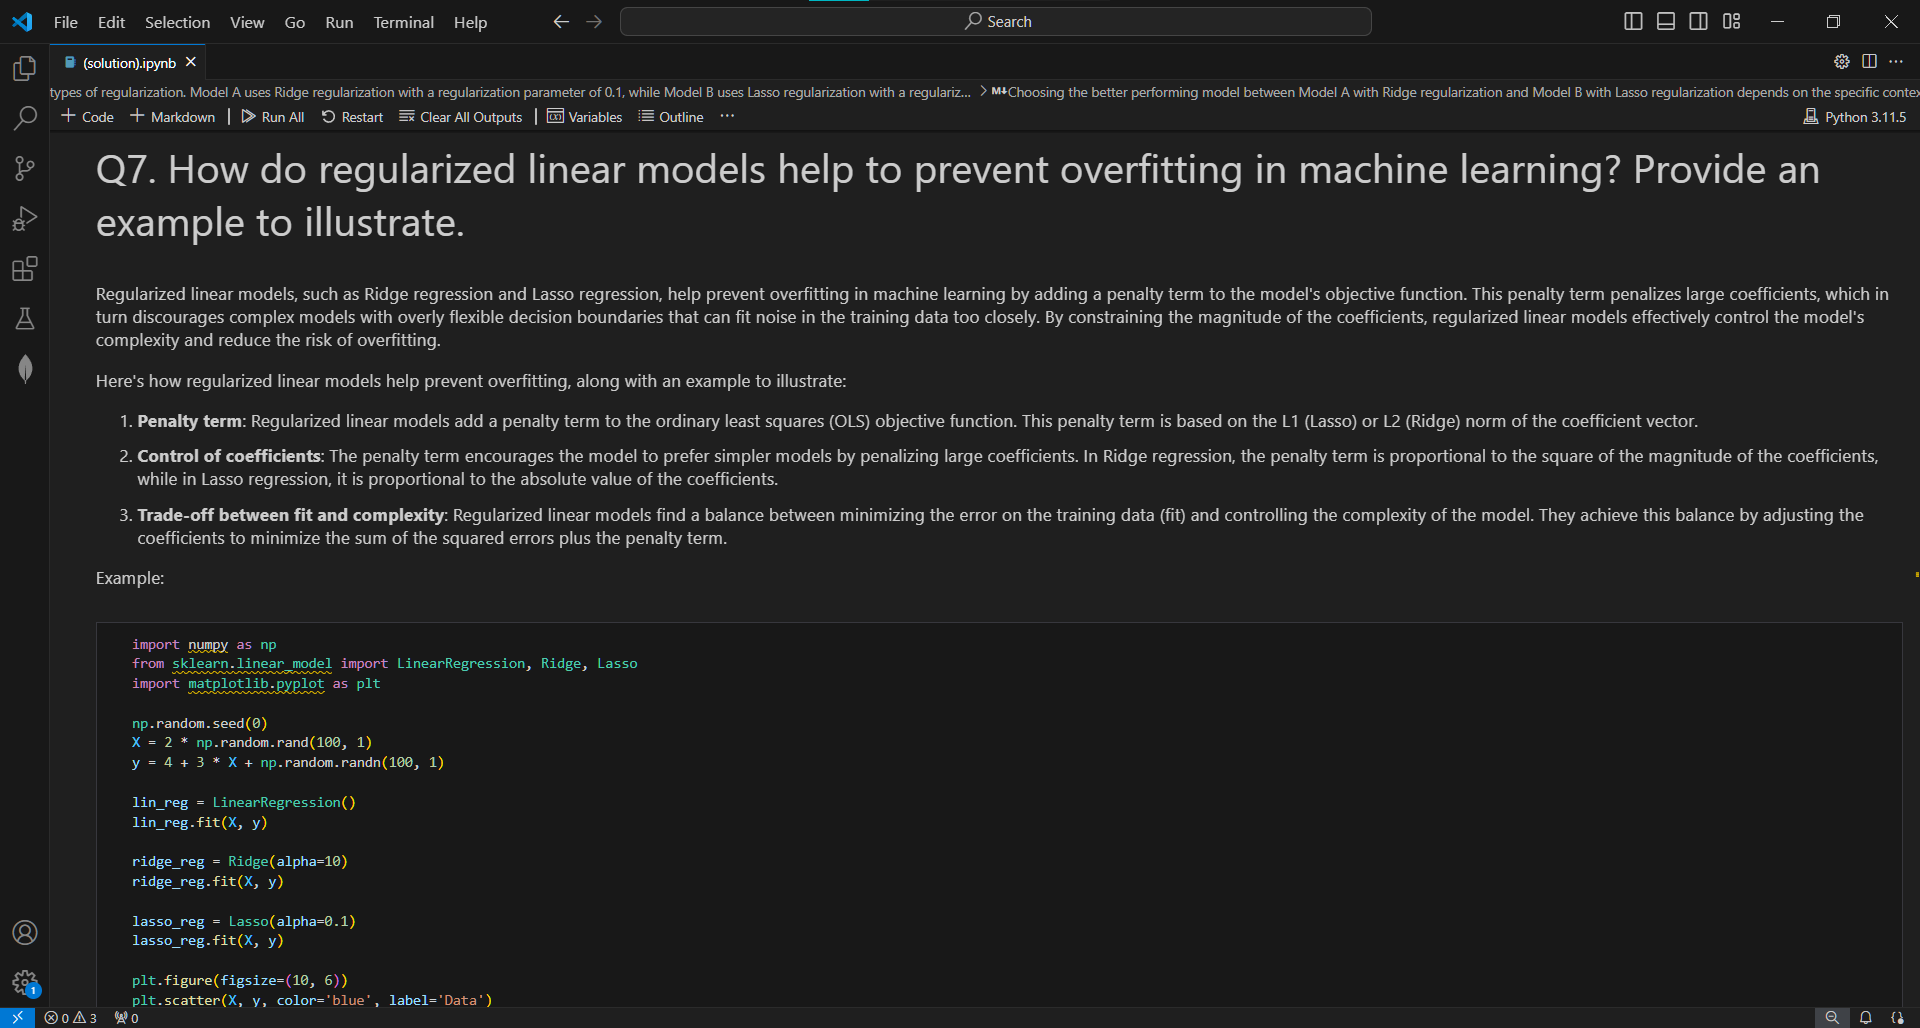 File Edit Selection View Go Run Terminal Help
Search
(solution).ipynb
types of regularization. Model A uses Ridge regularization with a regularization parameter of 0.1, while Model B uses Lasso regularization with a regulariz... > M↓Choosing the better performing model between Model A with Ridge regularization and Model B with Lasso regularization depends on the specific contex
+ Code + Markdown | Run All Restart Clear All Outputs | Variables Outline ...
Python 3.11.5
Q7. How do regularized linear models help to prevent overfitting in machine learning? Provide an
example to illustrate.
Regularized linear models, such as Ridge regression and Lasso regression, help prevent overfitting in machine learning by adding a penalty term to the model's objective function. This penalty term penalizes large coefficients, which in
turn discourages complex models with overly flexible decision boundaries that can fit noise in the training data too closely. By constraining the magnitude of the coefficients, regularized linear models effectively control the model's
complexity and reduce the risk of overfitting.
Here's how regularized linear models help prevent overfitting, along with an example to illustrate:
1. Penalty term: Regularized linear models add a penalty term to the ordinary least squares (OLS) objective function. This penalty term is based on the L1 (Lasso) or L2 (Ridge) norm of the coefficient vector.
2. Control of coefficients: The penalty term encourages the model to prefer simpler models by penalizing large coefficients. In Ridge regression, the penalty term is proportional to the square of the magnitude of the coefficients,
while in Lasso regression, it is proportional to the absolute value of the coefficients.
3. Trade-off between fit and complexity: Regularized linear models find a balance between minimizing the error on the training data (fit) and controlling the complexity of the model. They achieve this balance by adjusting the
coefficients to minimize the sum of the squared errors plus the penalty term.
Example:
import numpy as np
from sklearn.linear_model import LinearRegression, Ridge, Lasso
import matplotlib.pyplot as plt
np.random.seed(0)
X = 2 * np.random.rand(100, 1)
y = 4 + 3 * X + np.random.randn(100, 1)
lin_reg = LinearRegression()
lin_reg.fit(X, y)
ridge_reg = Ridge(alpha=10)
ridge_reg.fit(X, y)
lasso_reg = Lasso(alpha=0.1)
lasso_reg.fit(X, y)
plt.figure(figsize=(10, 6))
plt.scatter(X, y, color='blue', label='Data')
1
0 3 0